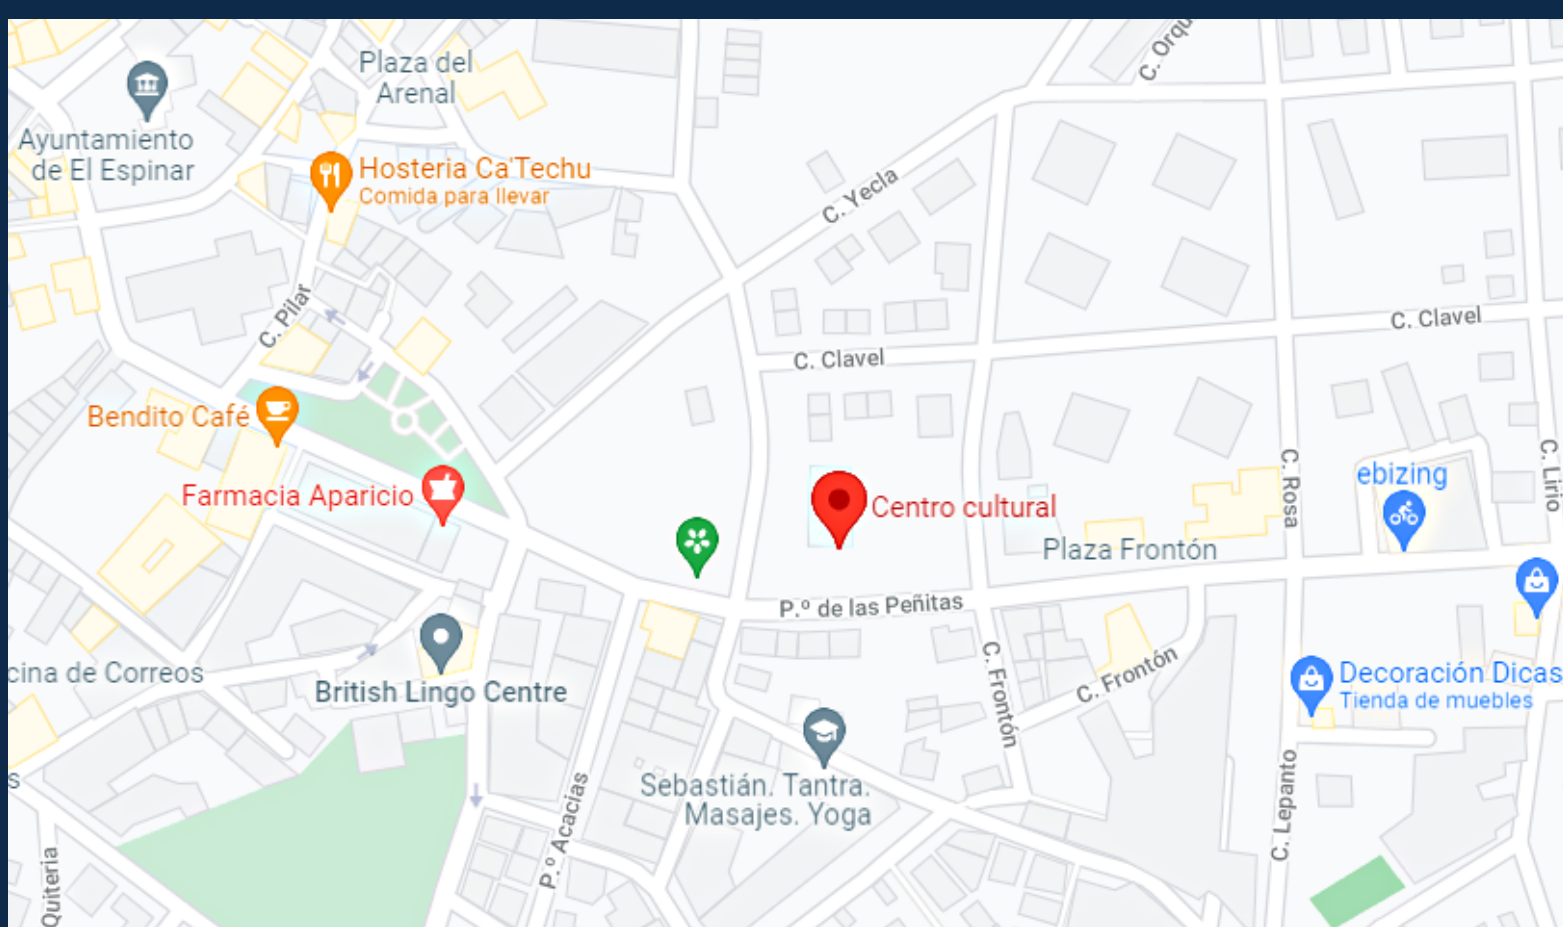 Plaza del
Arenal
C. Orqu
Ayuntamiento
de El Espinar
Hosteria Ca'Techu
Comida para llevar
C. Yecla
C. Pilar
C. Clavel
C. Clavel
Bendito Café
Farmacia Aparicio
Centro cultural
C. Rosa
ebizing
C. Lirio
Plaza Frontón
P.º de las Peñitas
cina de Correos
British Lingo Centre
C. Frontón
C. Frontón
Decoración Dicas
Tienda de muebles
s
Sebastián. Tantra.
Masajes. Yoga
P.º Acacias
C. Lepanto
Quiteria